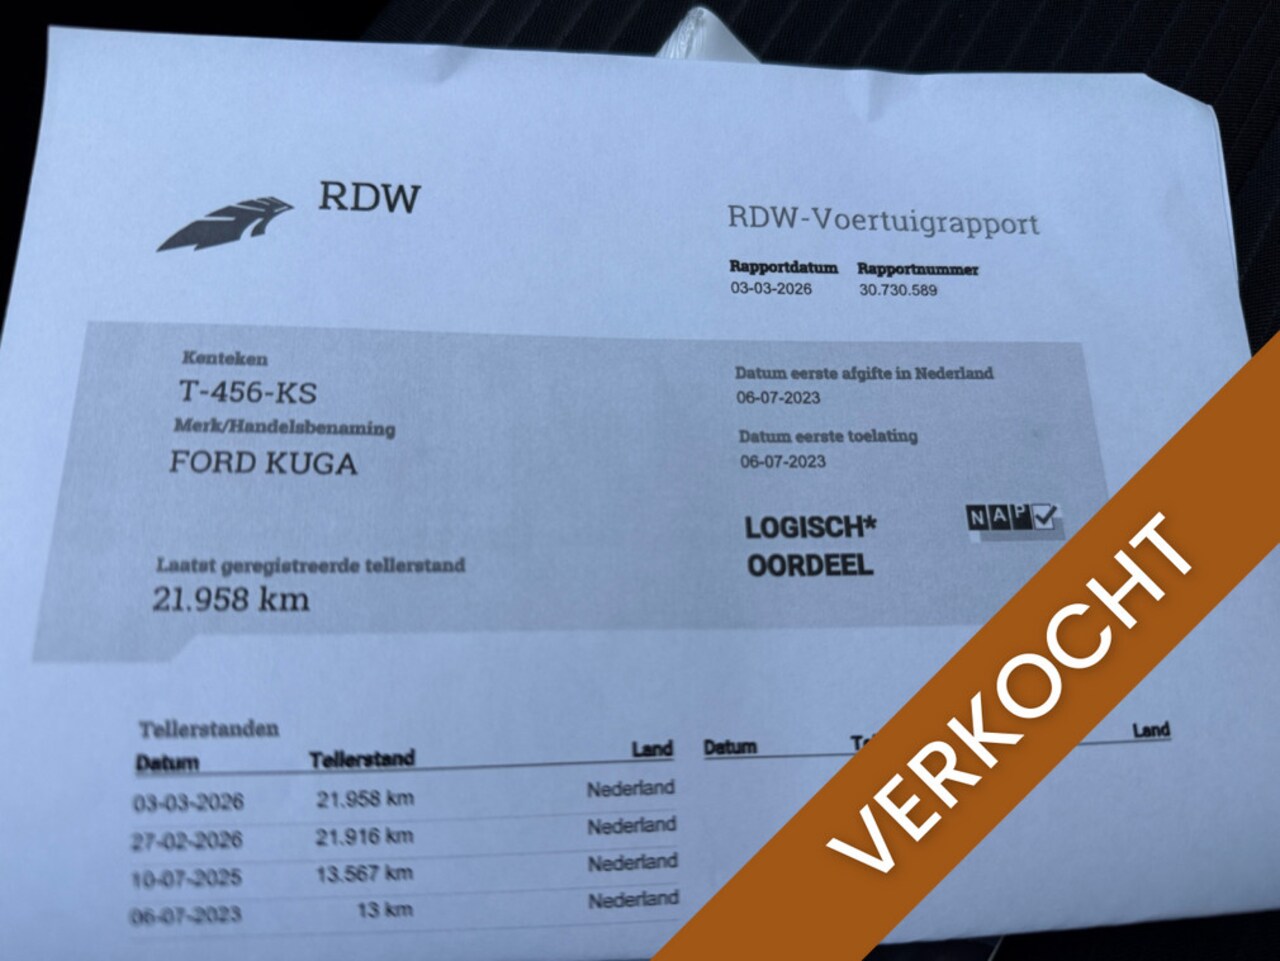 RDW
RDW-Voertuigrapport
Rapportdatum Rapportnummer
03-03-2026 30.730.589
Kenteken
T-456-KS
Merk/Handelsbenaming
FORD KUGA
Datum eerste afgifte in Nederland
06-07-2023
Datum eerste toelating
06-07-2023
LOGISCH*
OORDEEL
NAP
Laatst geregistreerde tellerstand
21.958 km
Tellerstanden
Datum Tellerstand Land Datum Land
03-03-2026 21.958 km Nederland
27-02-2026 21.916 km Nederland
10-07-2025 13.567 km Nederland
06-07-2023 13 km Nederland
VERKOCHT